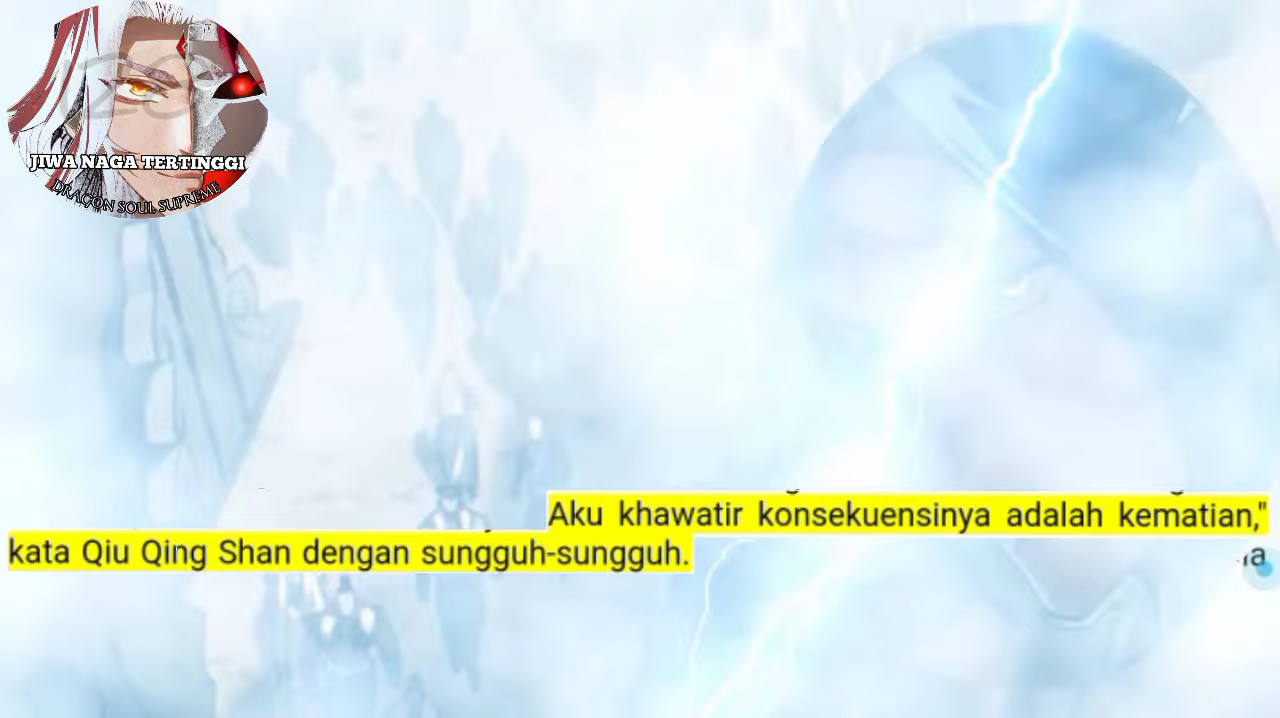 JIWA NAGA TERTINGGI
DRAGON SOUL SUPREME
Aku khawatir konsekuensinya adalah kematian,"
kata Qiu Qing Shan dengan sungguh-sungguh.